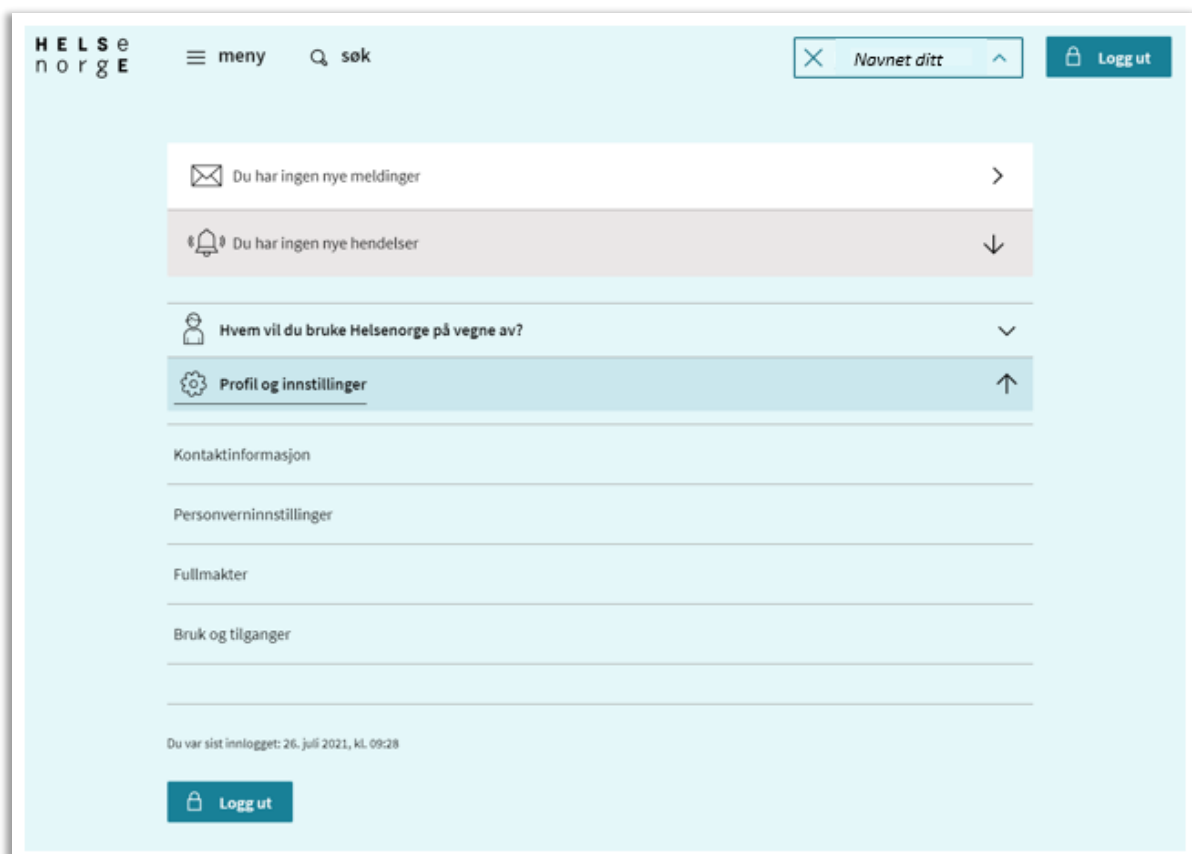 HELSe
norgE
meny
søk
Navnet ditt
Logg ut
Du har ingen nye meldinger
Du har ingen nye hendelser
Hvem vil du bruke Helsenorge på vegne av?
Profil og innstillinger
Kontaktinformasjon
Personverninnstillinger
Fullmakter
Bruk og tilganger
Du var sist innlogget: 26. juli 2021, kl. 09:28
Logg ut